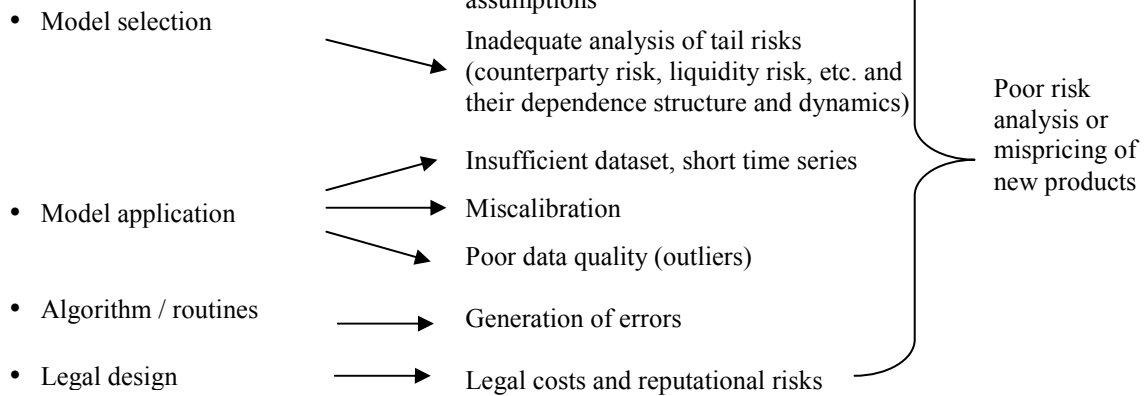 assumptions
• Model selection
Inadequate analysis of tail risks
(counterparty risk, liquidity risk, etc. and
their dependence structure and dynamics)
Poor risk
analysis or
mispricing of
new products
Insufficient dataset, short time series
• Model application
Miscalibration
Poor data quality (outliers)
• Algorithm / routines
Generation of errors
• Legal design
Legal costs and reputational risks